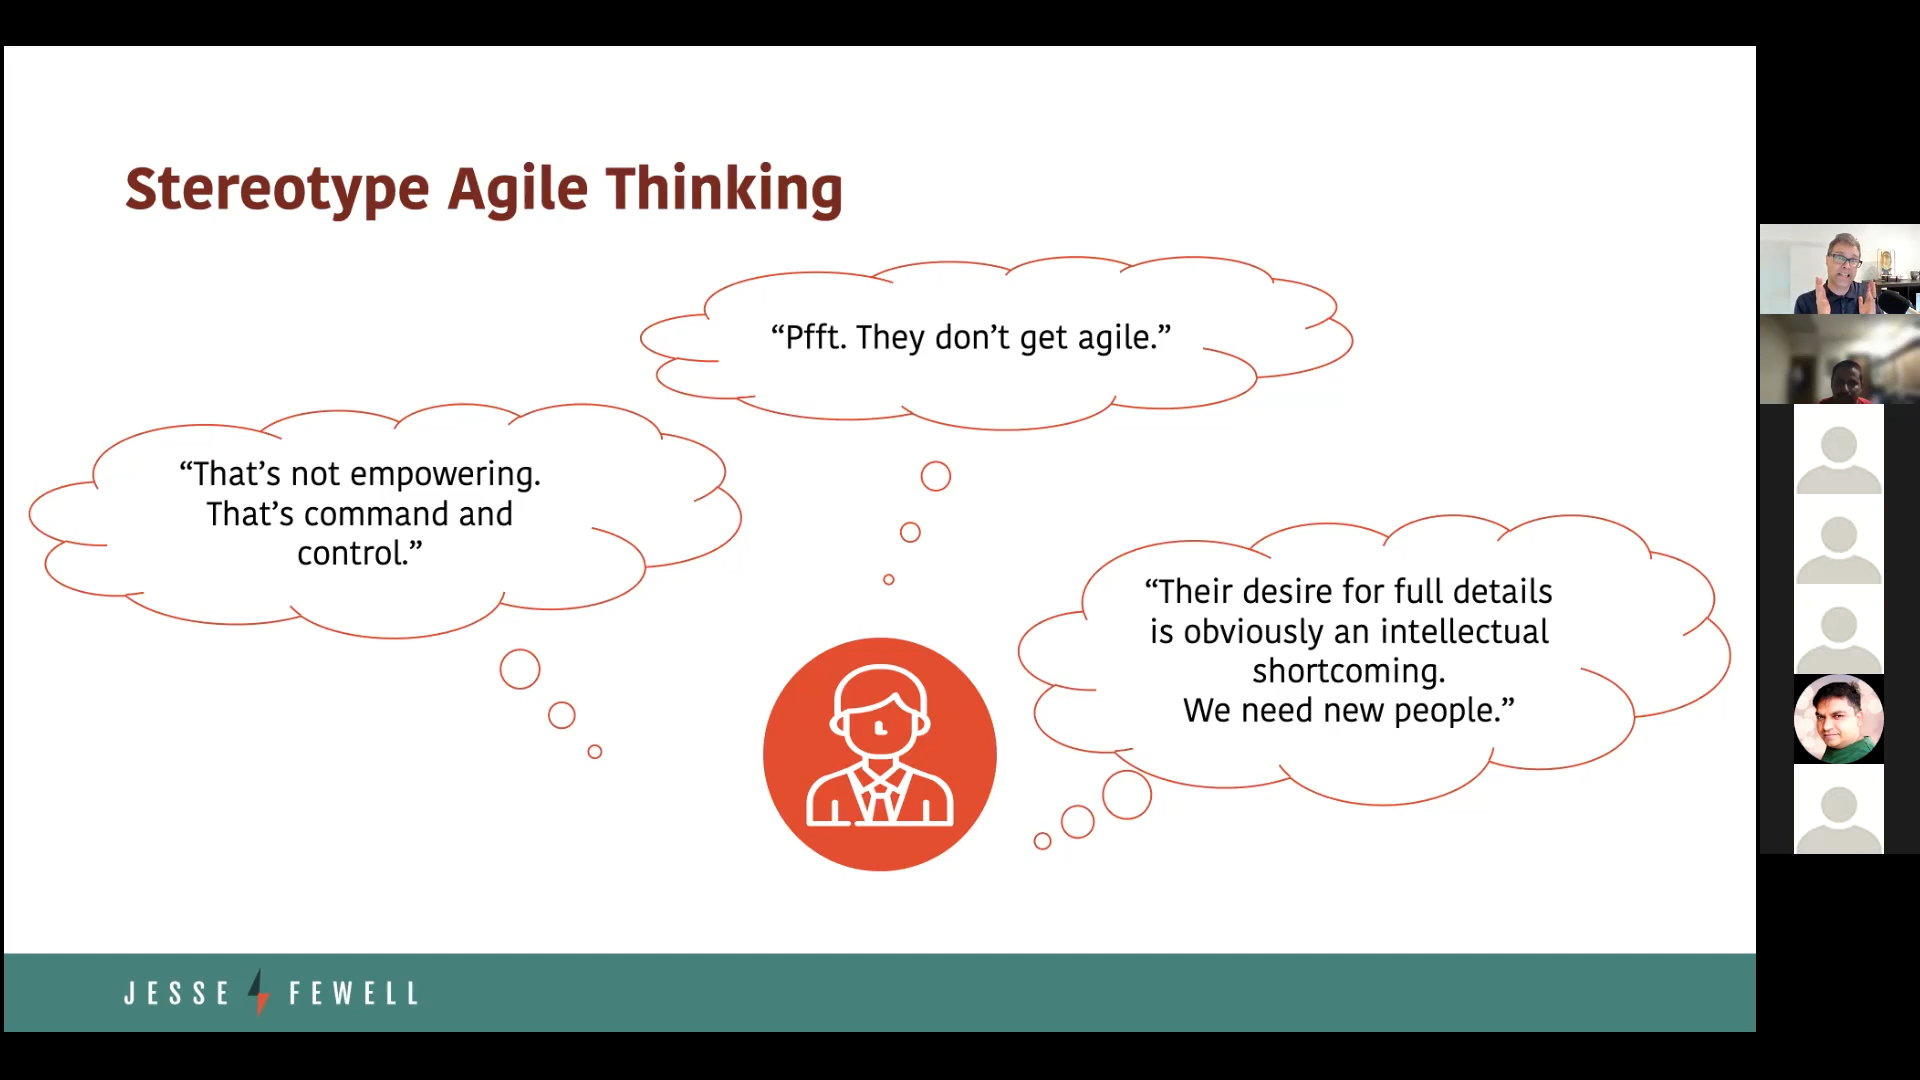 Stereotype Agile Thinking
“Pfft. They don’t get agile.”
“That’s not empowering.
That’s command and
control.”
“Their desire for full details
is obviously an intellectual
shortcoming.
We need new people.”
JESSE FEWELL